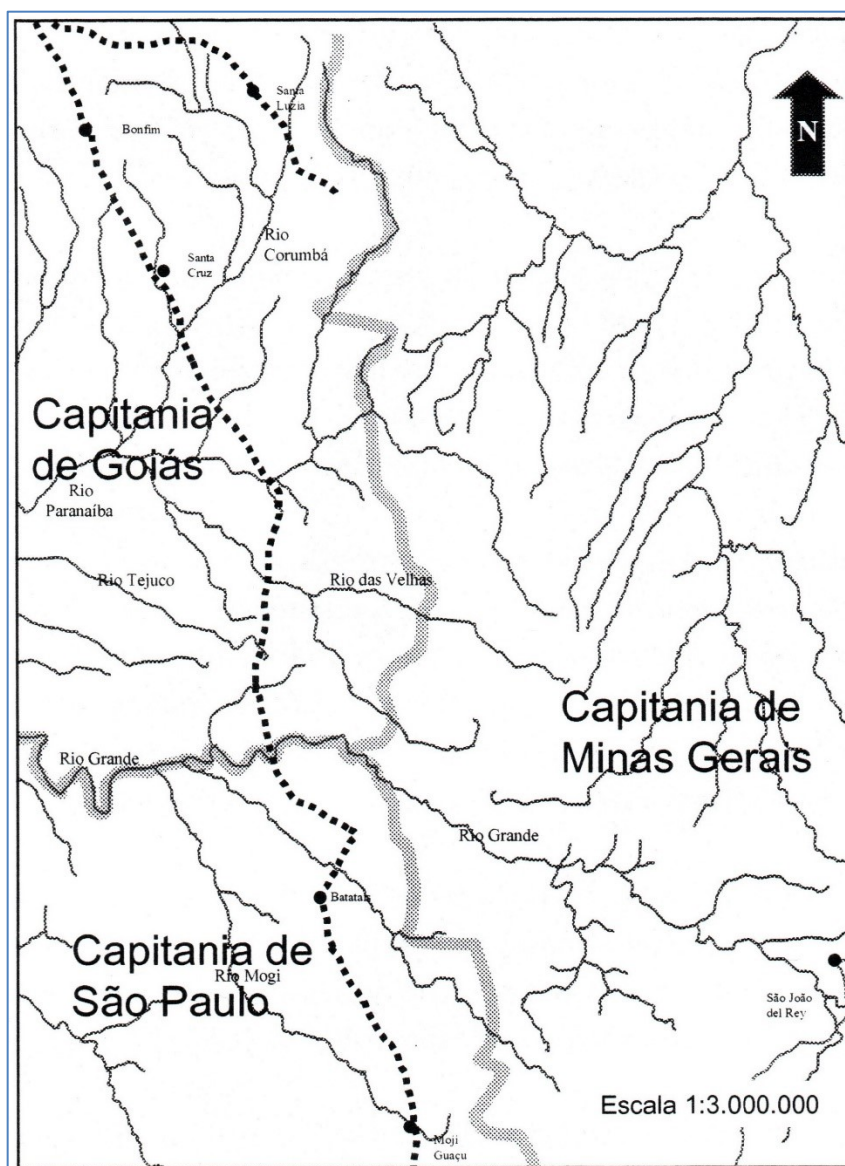 Santa
Luzia
N
Bonfim
Rio
Corumbá
Santa
Cruz
Capitania
de Goiás
Rio
Paranaíba
Rio Tejuco
Rio das Velhas
Capitania de
Minas Gerais
Rio Grande
Rio Grande
Batatais
Capitania de
São Paulo
Rio Mogi
São João
del Rey
Escala 1:3.000.000
Moji
Guaçu